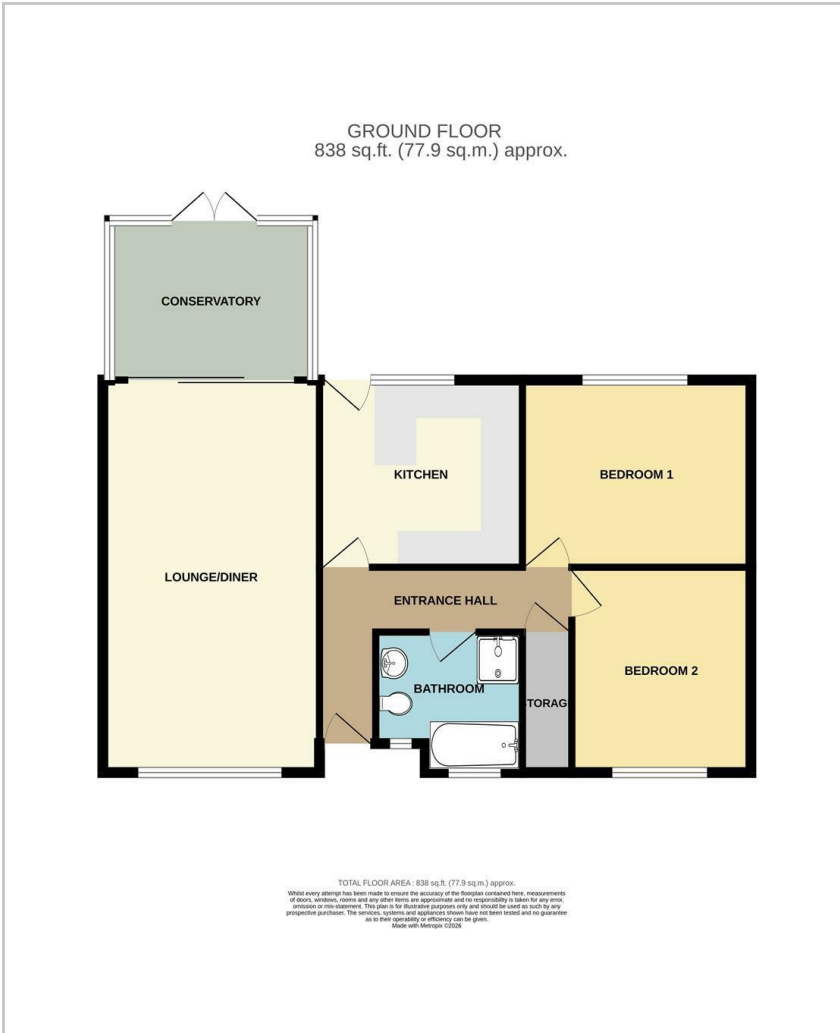 GROUND FLOOR
838 sq.ft. (77.9 sq.m.) approx.
CONSERVATORY
KITCHEN
BEDROOM 1
LOUNGE/DINER
ENTRANCE HALL
BEDROOM 2
BATHROOM
TORAG
TOTAL FLOOR AREA : 838 sq.ft. (77.9 sq.m.) approx.
Whilst every attempt has been made to ensure the accuracy of the floorplan contained here, measurements
of doors, windows, rooms and any other items are approximate and no responsibility is taken for any error,
omission or mis-statement. This plan is for illustrative purposes only and should be used as such by any
prospective purchaser. The services, systems and appliances shown have not been tested and no guarantee
as to their operability or efficiency can be given.
Made with Metropix ©2026